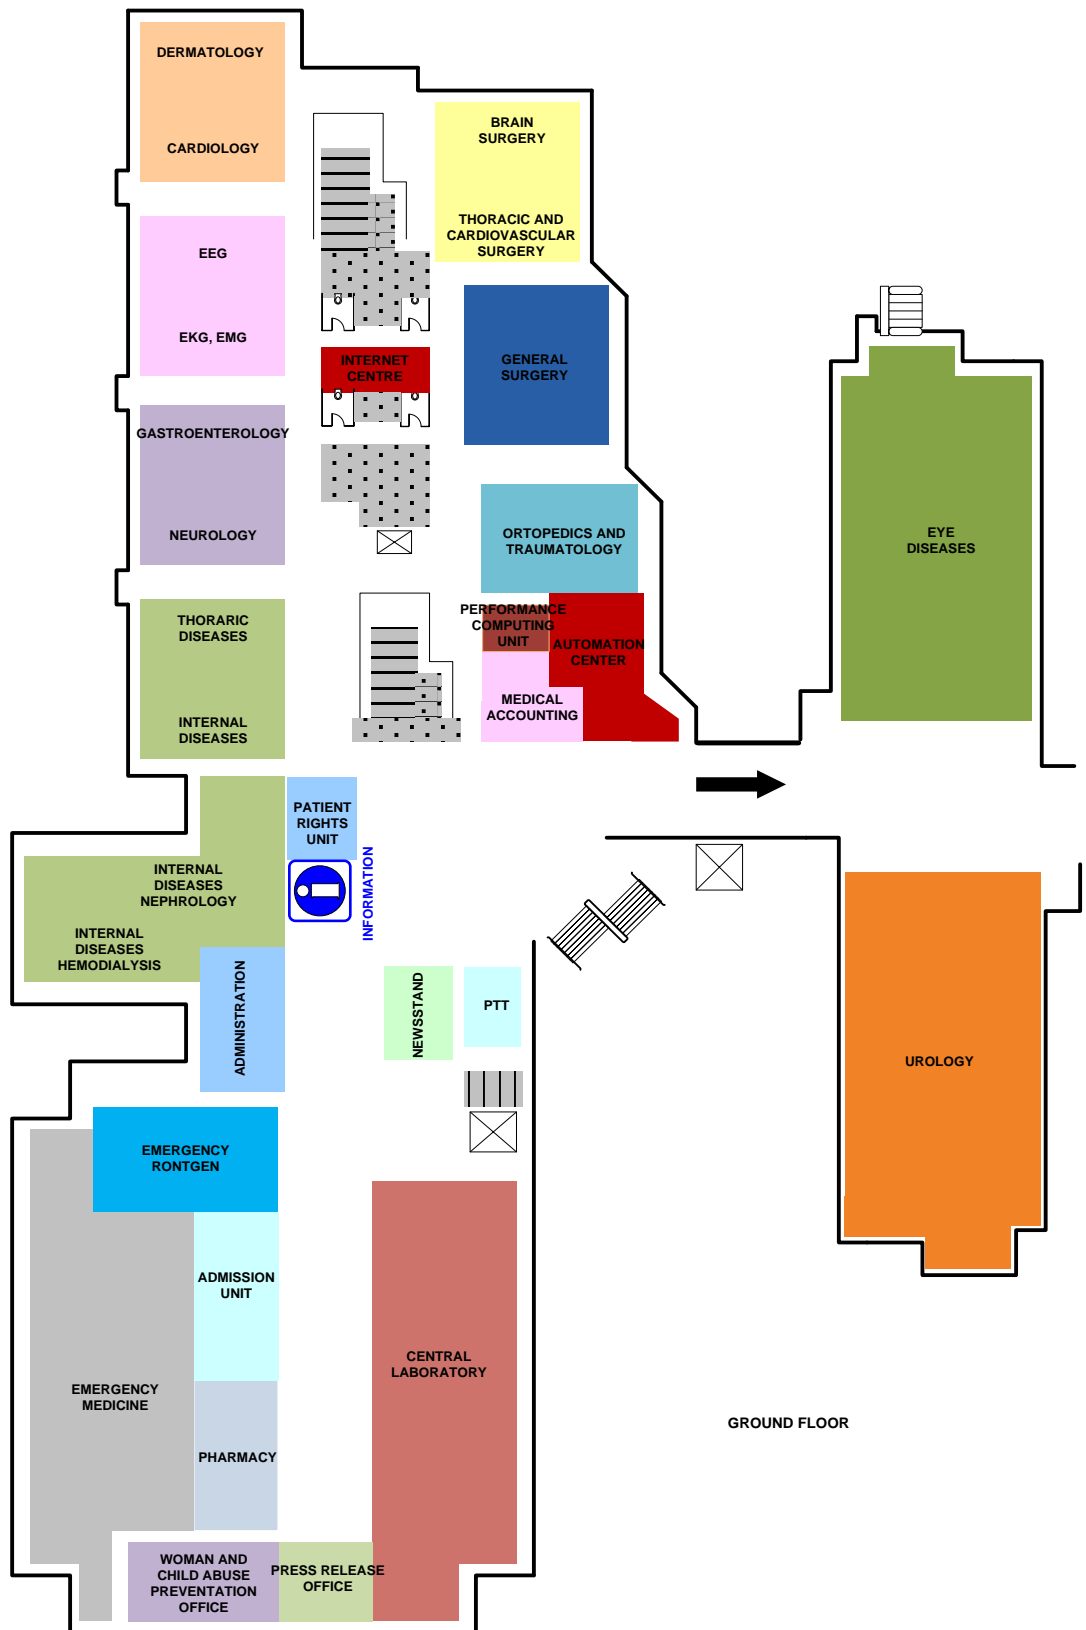 DERMATOLOGY
CARDIOLOGY
BRAIN
SURGERY
THORACIC AND
CARDIOVASCULAR
SURGERY
EEG
EKG, EMG
INTERNET
CENTRE
GENERAL
SURGERY
GASTROENTEROLOGY
NEUROLOGY
ORTOPEDICS AND
TRAUMATOLOGY
EYE
DISEASES
THORARIC
DISEASES
INTERNAL
DISEASES
PERFORMANCE
COMPUTING
UNIT
AUTOMATION
CENTER
MEDICAL
ACCOUNTING
PATIENT
RIGHTS
UNIT
INFORMATION
INTERNAL
DISEASES
NEPHROLOGY
INTERNAL
DISEASES
HEMODIALYSIS
ADMINISTRATION
NEWSSTAND
PTT
UROLOGY
EMERGENCY
RONTGEN
ADMISSION
UNIT
EMERGENCY
MEDICINE
PHARMACY
CENTRAL
LABORATORY
GROUND FLOOR
WOMAN AND
CHILD ABUSE
PREVENTATION
OFFICE
PRESS RELEASE
OFFICE